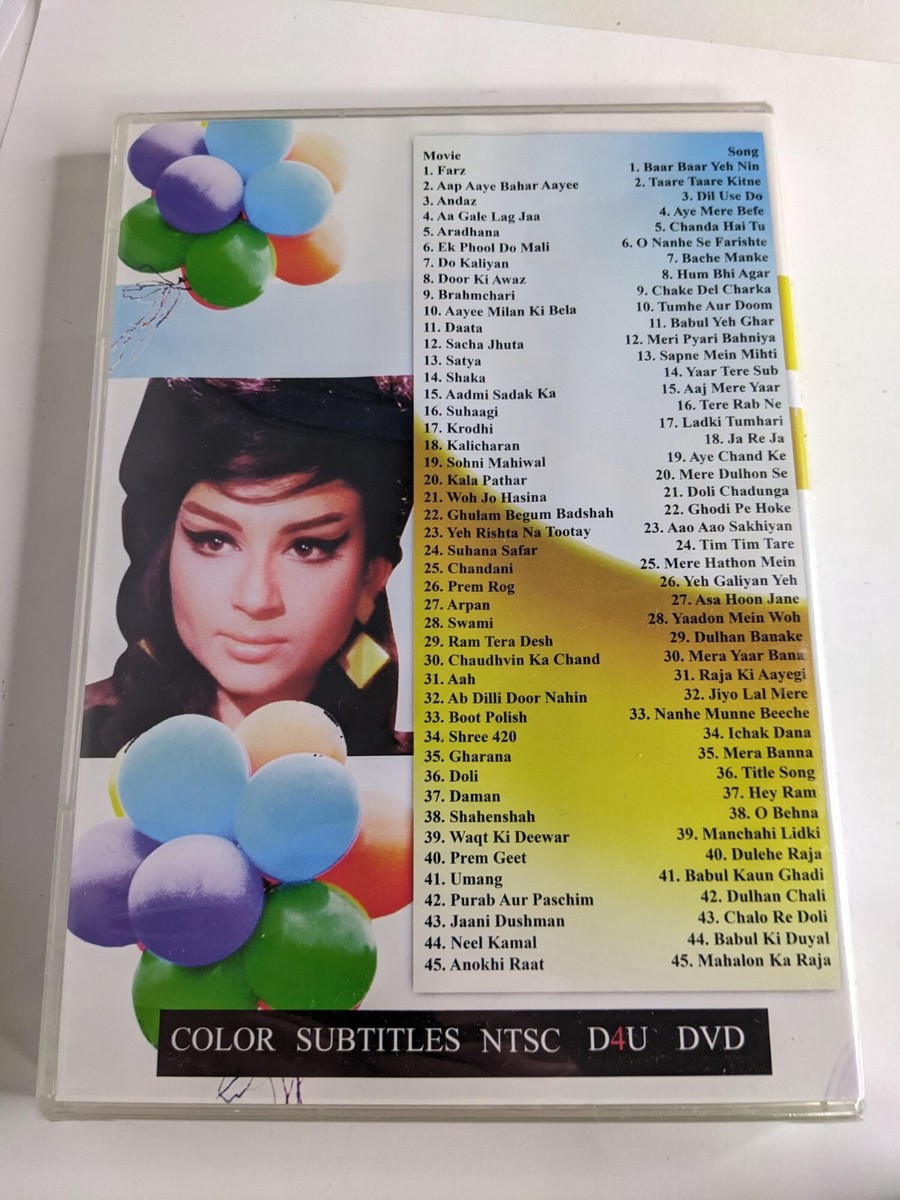 Movie Song
1. Farz 1. Baar Baar Yeh Nin
2. Aap Aaye Bahar Aayee 2. Taare Taare Kitne
3. Andaz 3. Dil Use Do
4. Aa Gale Lag Jaa 4. Aye Mere Befe
5. Aradhana 5. Chanda Hai Tu
6. Ek Phool Do Mali 6. O Nanhe Se Farishte
7. Do Kaliyan 7. Bache Manke
8. Door Ki Awaz 8. Hum Bhi Agar
9. Brahmchari 9. Chake Del Charka
10. Aayee Milan Ki Bela 10. Tumhe Aur Doom
11. Daata 11. Babul Yeh Ghar
12. Sacha Jhuta 12. Meri Pyari Bahniya
13. Satya 13. Sapne Mein Mihti
14. Shaka 14. Yaar Tere Sub
15. Aadmi Sadak Ka 15. Aaj Mere Yaar
16. Suhaagi 16. Tere Rab Ne
17. Krodhi 17. Ladki Tumhari
18. Kalicharan 18. Ja Re Ja
19. Sohni Mahiwal 19. Aye Chand Ke
20. Kala Pathar 20. Mere Dulhon Se
21. Woh Jo Hasina 21. Doli Chadunga
22. Ghulam Begum Badshah 22. Ghodi Pe Hoke
23. Yeh Rishta Na Tootay 23. Aao Aao Sakhiyan
24. Suhana Safar 24. Tim Tim Tare
25. Chandani 25. Mere Hathon Mein
26. Prem Rog 26. Yeh Galiyan Yeh
27. Arpan 27. Asa Hoon Jane
28. Swami 28. Yaadon Mein Woh
29. Ram Tera Desh 29. Dulhan Banake
30. Chaudhvin Ka Chand 30. Mera Yaar Bana
31. Aah 31. Raja Ki Aayegi
32. Ab Dilli Door Nahin 32. Jiyo Lal Mere
33. Boot Polish 33. Nanhe Munne Beeche
34. Shree 420 34. Ichak Dana
35. Gharana 35. Mera Banna
36. Doli 36. Title Song
37. Daman 37. Hey Ram
38. Shahenshah 38. O Behna
39. Waqt Ki Deewar 39. Manchahi Lidki
40. Prem Geet 40. Dulehe Raja
41. Umang 41. Babul Kaun Ghadi
42. Purab Aur Paschim 42. Dulhan Chali
43. Jaani Dushman 43. Chalo Re Doli
44. Neel Kamal 44. Babul Ki Duyal
45. Anokhi Raat 45. Mahalon Ka Raja
COLOR SUBTITLES NTSC D4U DVD